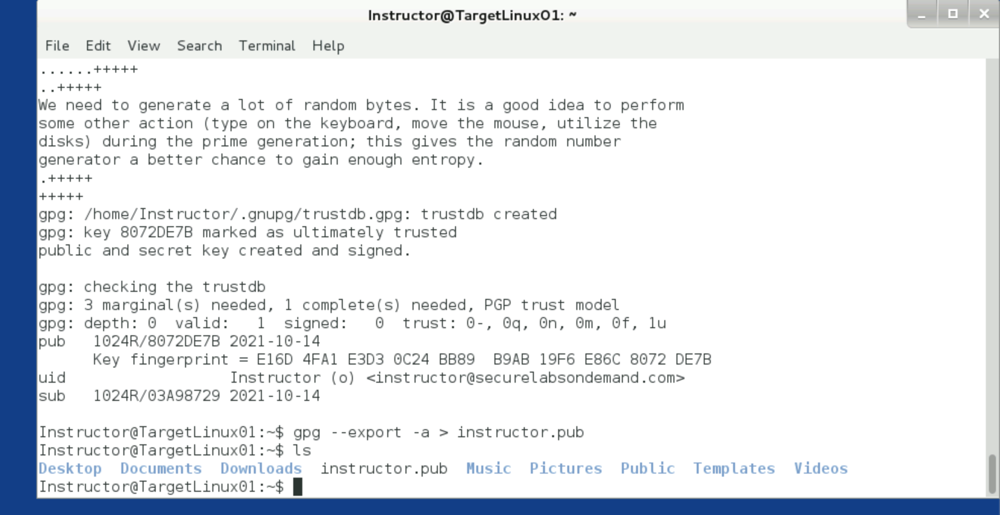 Instructor@TargetLinux01: ~
File Edit View Search Terminal Help
......+++++
..+++++
We need to generate a lot of random bytes. It is a good idea to perform
some other action (type on the keyboard, move the mouse, utilize the
disks) during the prime generation; this gives the random number
generator a better chance to gain enough entropy.
.+++++
+++++
gpg: /home/Instructor/.gnupg/trustdb.gpg: trustdb created
gpg: key 8072DE7B marked as ultimately trusted
public and secret key created and signed.

gpg: checking the trustdb
gpg: 3 marginal(s) needed, 1 complete(s) needed, PGP trust model
gpg: depth: 0  valid:   1  signed:   0  trust: 0-, 0q, 0n, 0m, 0f, 1u
pub   1024R/8072DE7B 2021-10-14
      Key fingerprint = E16D 4FA1 E3D3 0C24 BB89  B9AB 19F6 E86C 8072 DE7B
uid                  Instructor (o) <instructor@securelabsondemand.com>
sub   1024R/03A98729 2021-10-14

Instructor@TargetLinux01:~$ gpg --export -a > instructor.pub
Instructor@TargetLinux01:~$ ls
Desktop  Documents  Downloads  instructor.pub  Music  Pictures  Public  Templates  Videos
Instructor@TargetLinux01:~$